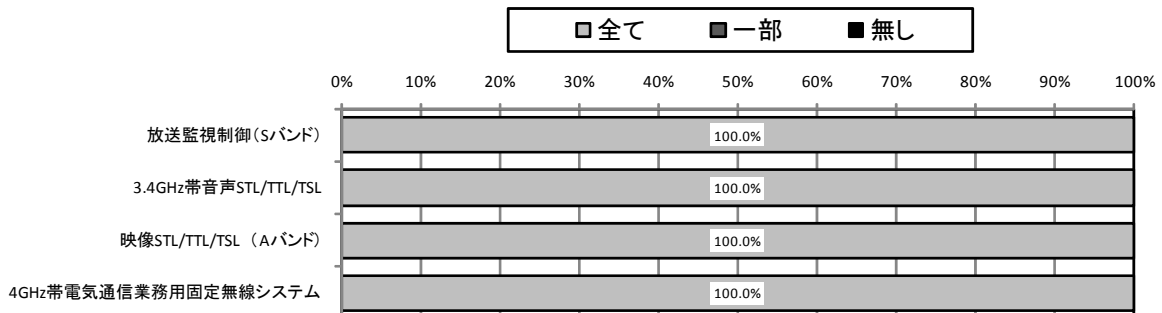 全て 一部 無し
0% 10% 20% 30% 40% 50% 60% 70% 80% 90% 100%
放送監視制御(Sバンド) 100.0%
3.4GHz帯音声STL/TTL/TSL 100.0%
映像STL/TTL/TSL (Aバンド) 100.0%
4GHz帯電気通信業務用固定無線システム 100.0%